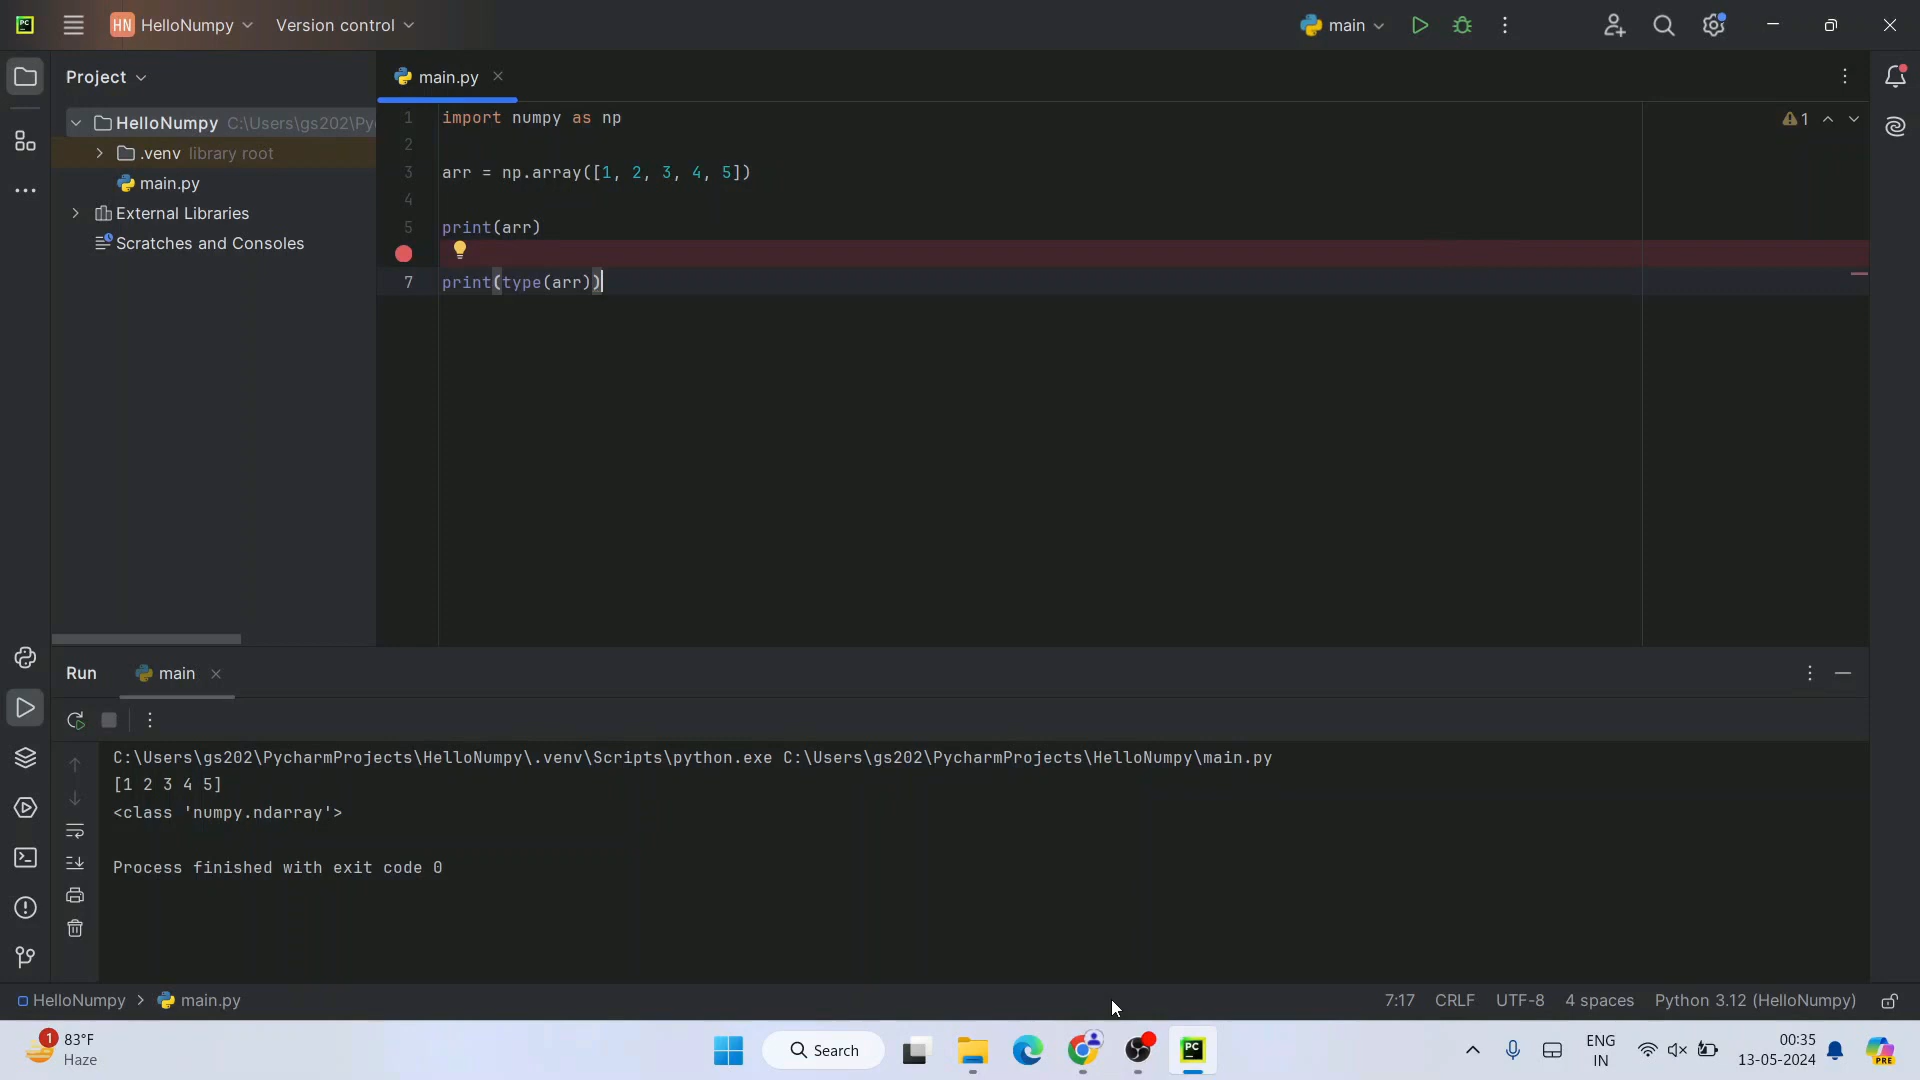 PC
HN HelloNumpy
Version control
main
Project
main.py
HelloNumpy C:\Users\gs202\Py
.venv library root
main.py
External Libraries
Scratches and Consoles
1 import numpy as np
2
3 arr = np.array([1, 2, 3, 4, 5])
4
5 print(arr)
7 print(type(arr))
1
Run
main
C:\Users\gs202\PycharmProjects\HelloNumpy\.venv\Scripts\python.exe C:\Users\gs202\PycharmProjects\HelloNumpy\main.py
[1 2 3 4 5]
<class 'numpy.ndarray'>
Process finished with exit code 0
HelloNumpy > main.py
7:17 CRLF UTF-8 4 spaces Python 3.12 (HelloNumpy)
1
83°F
Haze
Search
PC
ENG
IN
00:35
13-05-2024
PRE